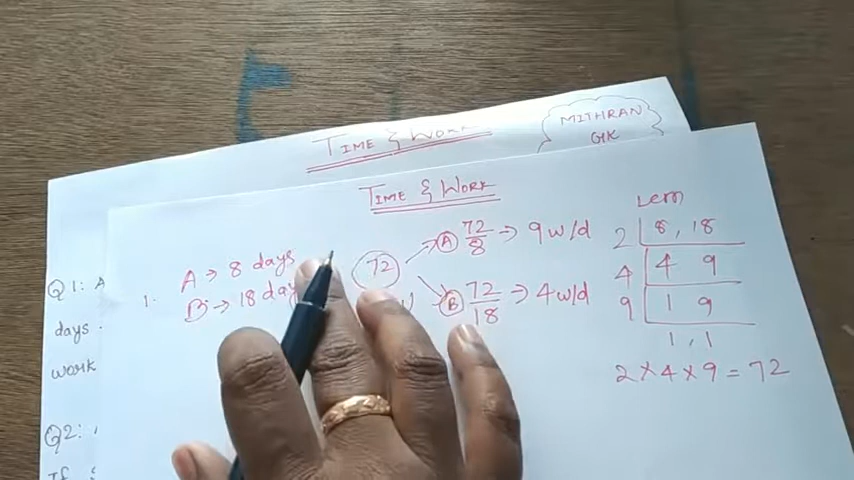 TIME & WORK
MITHRAN
GK
TIME & WORK
Q1: A
days.
work
Q2:
If
1. A → 8 days
B → 18 day
72
A 72/8 → 9 w/d
B 72/18 → 4 w/d
Lcm
2 | 8, 18
4 | 4 9
9 | 1 9
1, 1
2 × 4 × 9 = 72